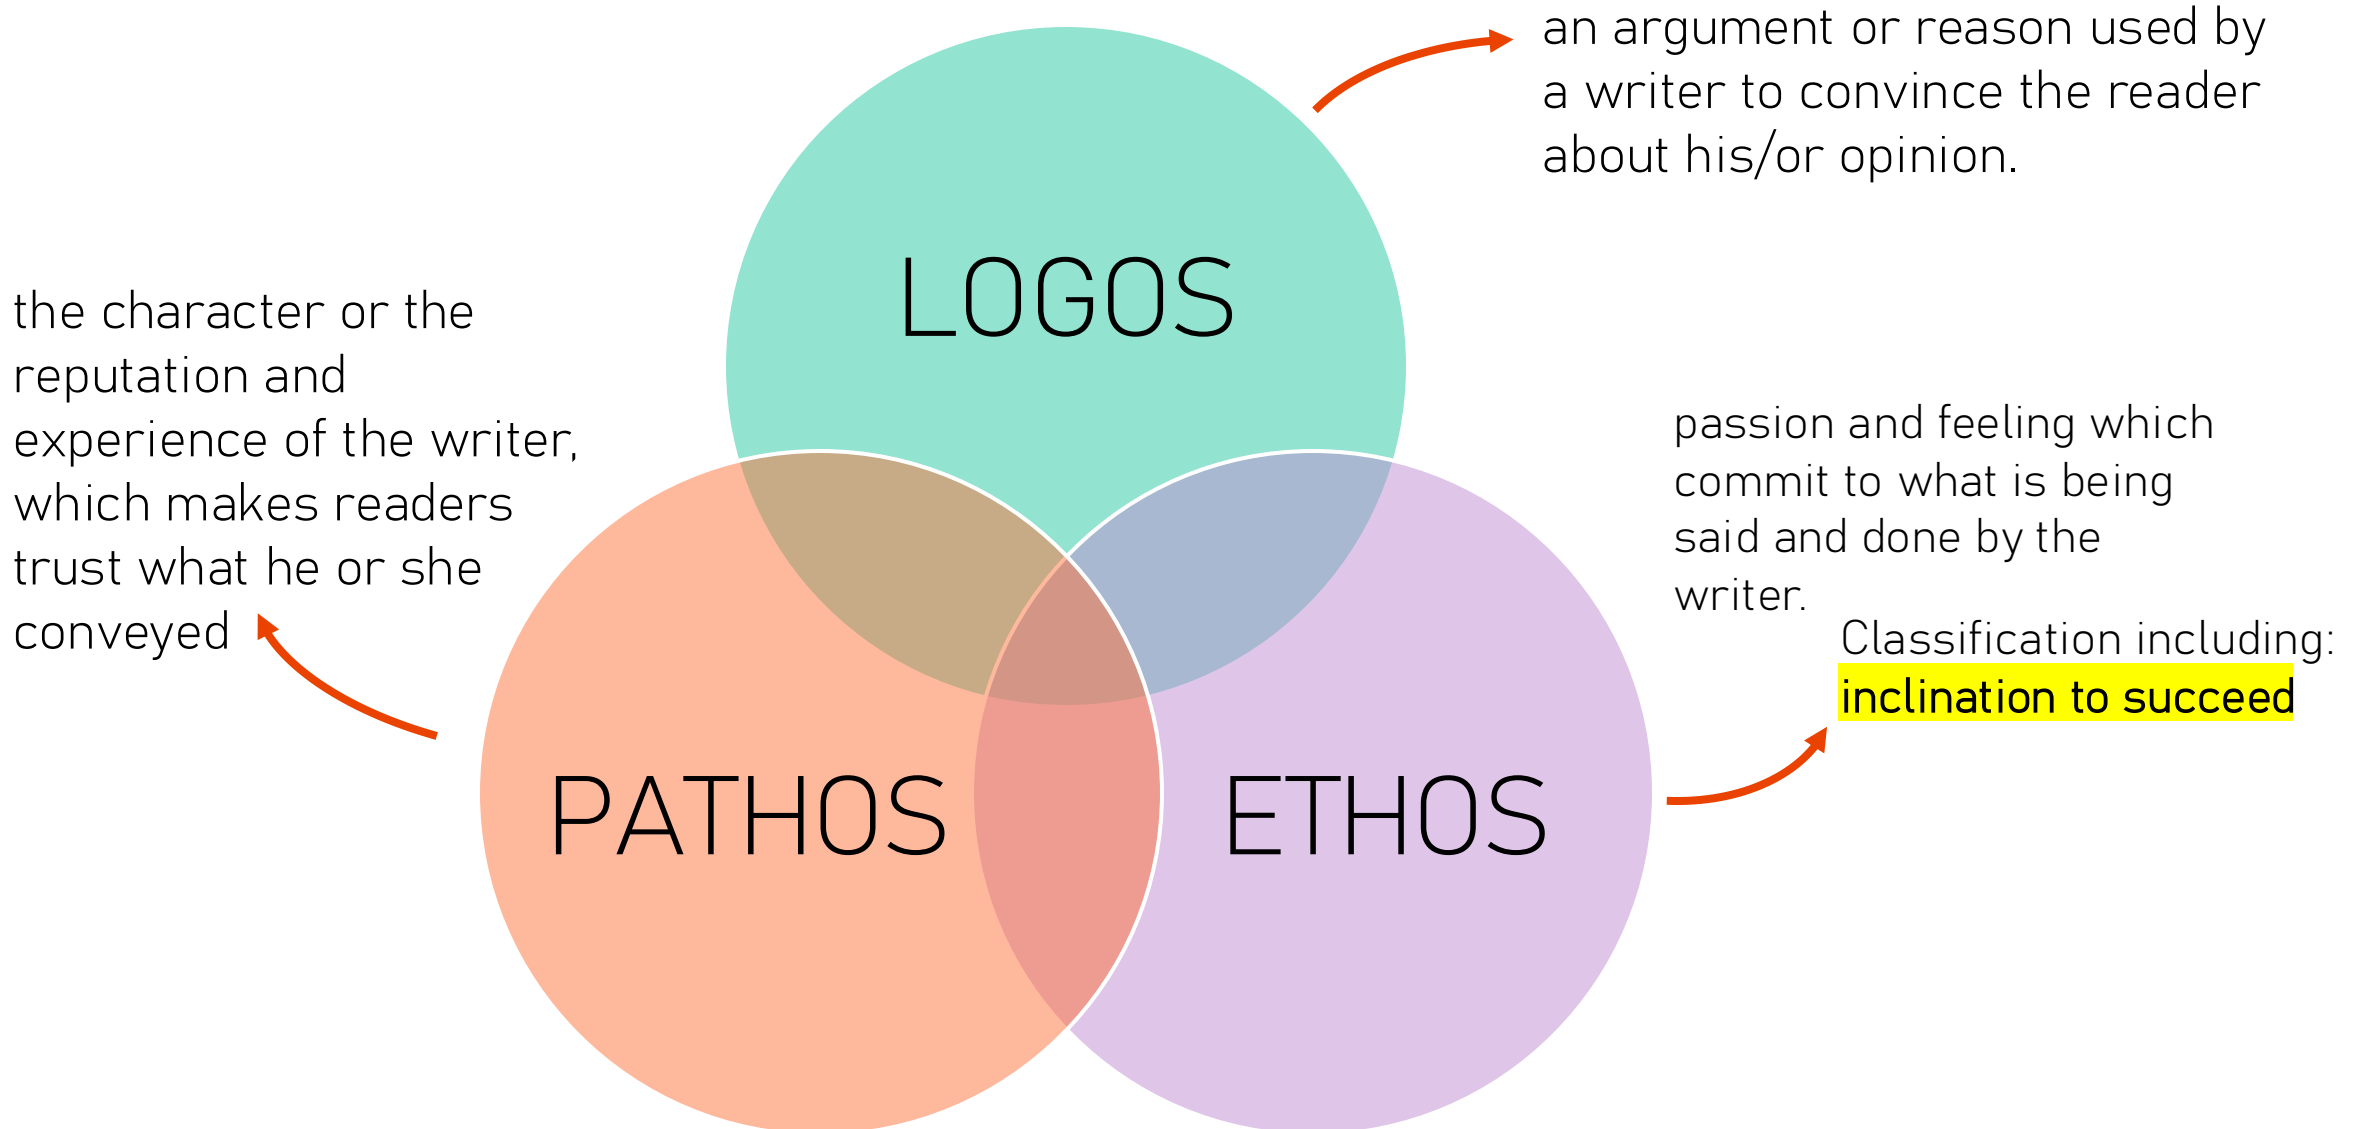 an argument or reason used by
a writer to convince the reader
about his/or opinion.
LOGOS
the character or the
reputation and
experience of the writer,
which makes readers
trust what he or she
conveyed
passion and feeling which
commit to what is being
said and done by the
writer.
Classification including:
inclination to succeed
PATHOS
ETHOS